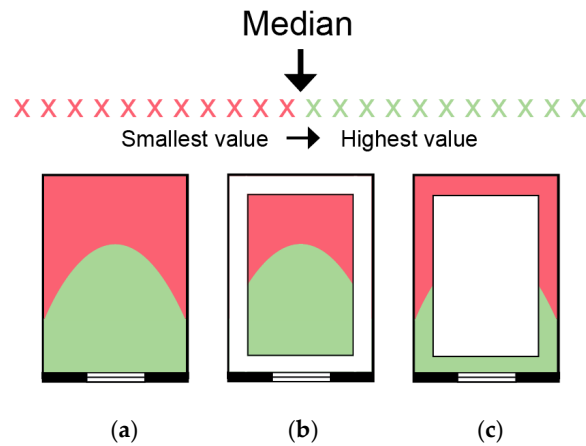 Median
X X X X X X X X X X X X X X X X X X X X X X
Smallest value → Highest value
(a) (b) (c)